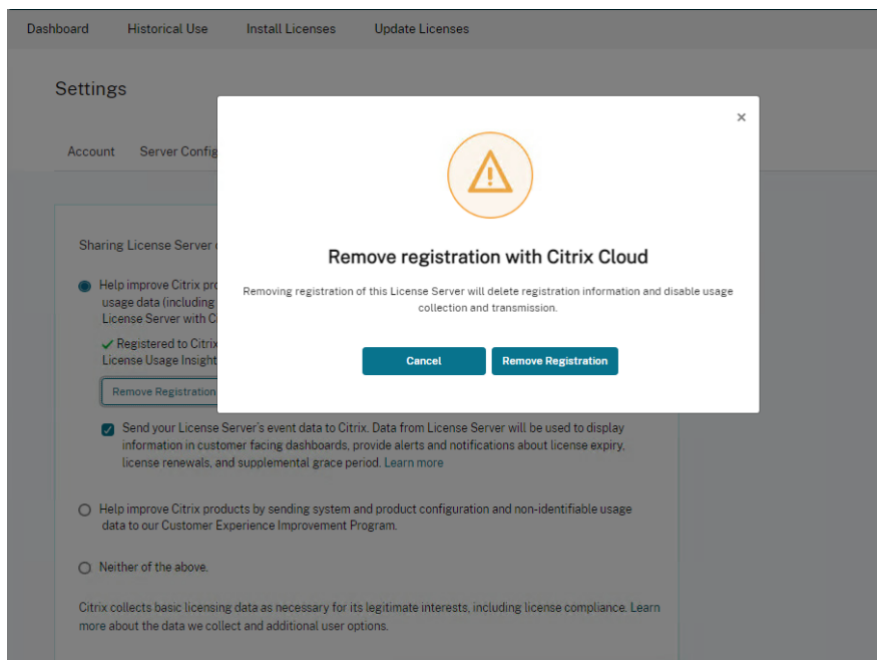 Dashboard Historical Use Install Licenses Update Licenses
Settings
Account Server Config
×
Remove registration with Citrix Cloud
Removing registration of this License Server will delete registration information and disable usage
collection and transmission.
Cancel Remove Registration
Sharing License Server
Help improve Citrix pro
usage data (including
License Server with C
Registered to Citrix
License Usage Insight
Remove Registration
Send your License Server's event data to Citrix. Data from License Server will be used to display
information in customer facing dashboards, provide alerts and notifications about license expiry,
license renewals, and supplemental grace period. Learn more
Help improve Citrix products by sending system and product configuration and non-identifiable usage
data to our Customer Experience Improvement Program.
Neither of the above.
Citrix collects basic licensing data as necessary for its legitimate interests, including license compliance. Learn
more about the data we collect and additional user options.